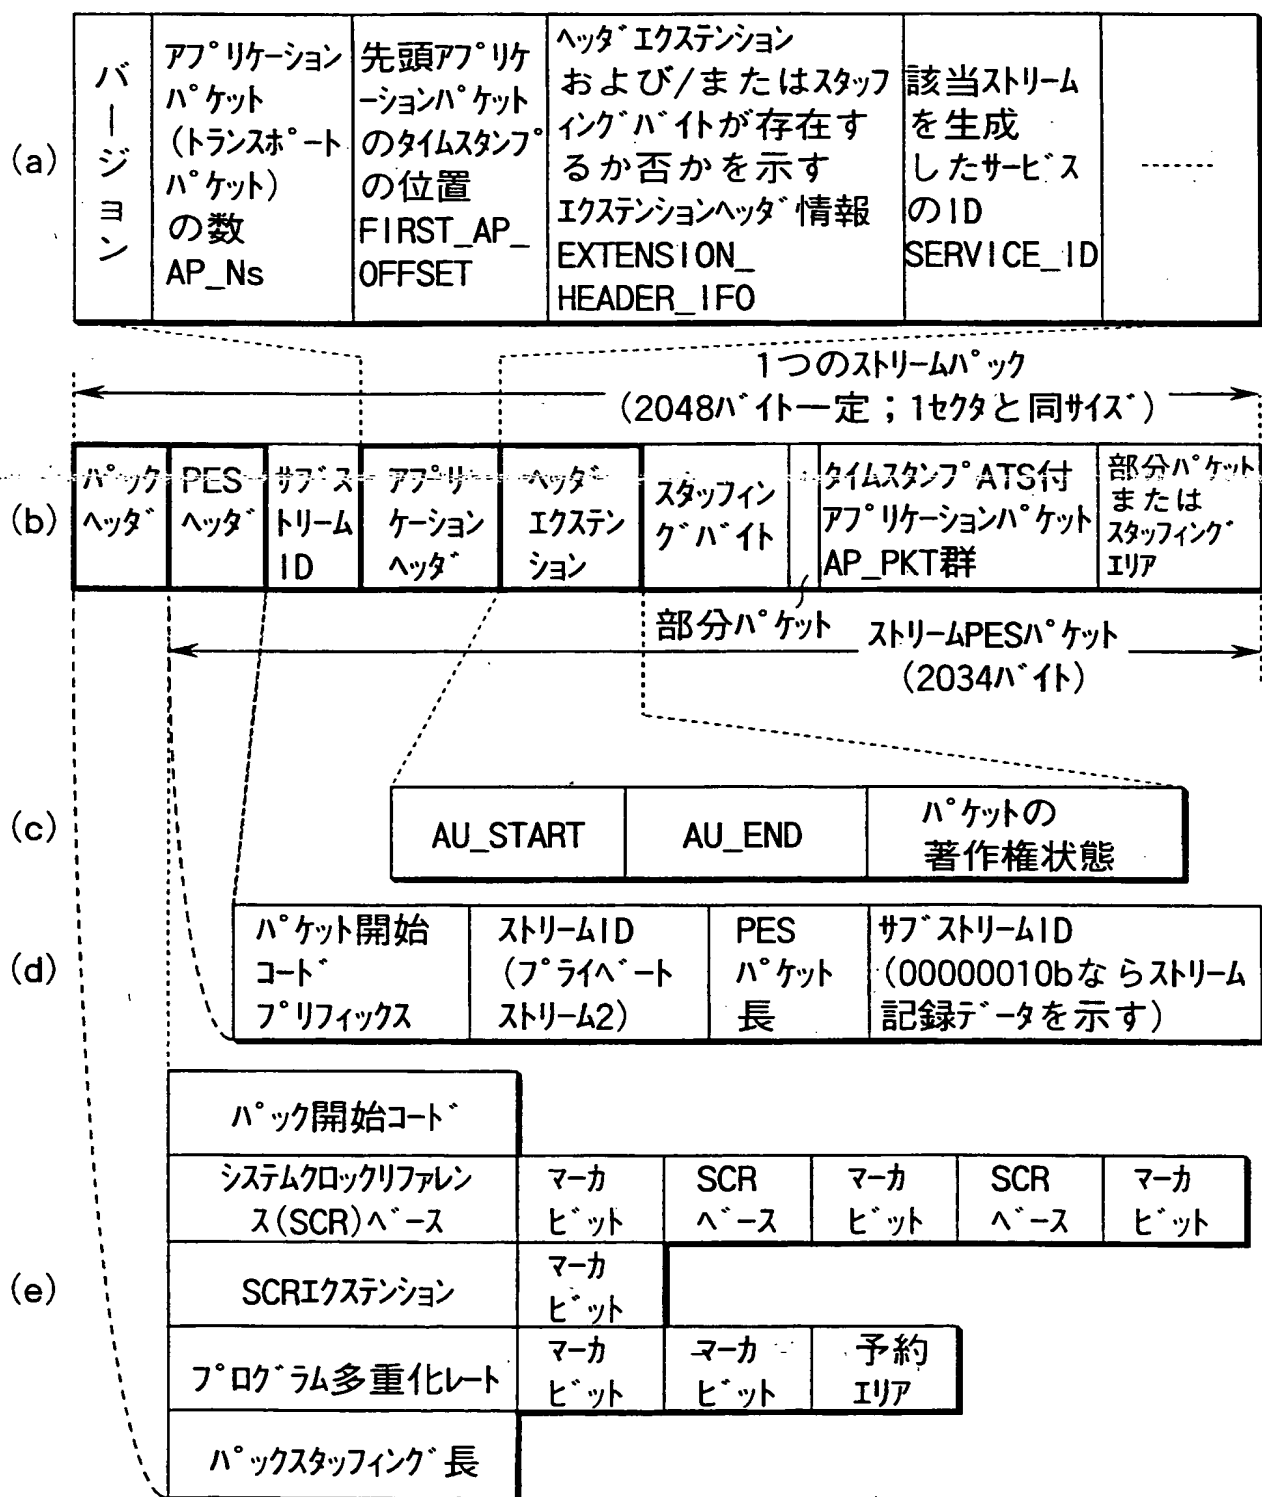 (a)
バージョン
アプリケーション
パケット
(トランスポート
パケット)
の数
AP_Ns
先頭アプリケ
ーションパケット
のタイムスタンプ
の位置
FIRST_AP_
OFFSET
ヘッダエクステンション
および/またはスタッフ
ィングバイトが存在す
るか否かを示す
エクステンションヘッダ情報
EXTENSION_
HEADER_IFO
該当ストリーム
を生成
したサービス
のID
SERVICE_ID
--------
1つのストリームパック
(2048バイト一定;1セクタと同サイズ)
(b)
パック
ヘッダ
PES
ヘッダ
サブス
トリーム
ID
アプリ
ケーション
ヘッダ
ヘッダ
エクステン
ション
スタッフィン
グバイト
タイムスタンプATS付
アプリケーションパケット
AP_PKT群
部分パケット
または
スタッフィング
エリア
部分パケット
ストリームPESパケット
(2034バイト)
(c)
AU_START
AU_END
パケットの
著作権状態
(d)
パケット開始
コード
プリフィックス
ストリームID
(プライベート
ストリーム2)
PES
パケット
長
サブストリームID
(00000010bならストリーム
記録データを示す)
(e)
パック開始コード
システムクロックリファレン
ス(SCR)ベース
マーカ
ビット
SCR
ベース
マーカ
ビット
SCR
ベース
マーカ
ビット
SCRエクステンション
マーカ
ビット
プログラム多重化レート
マーカ
ビット
マーカ
ビット
予約
エリア
パックスタッフィング長